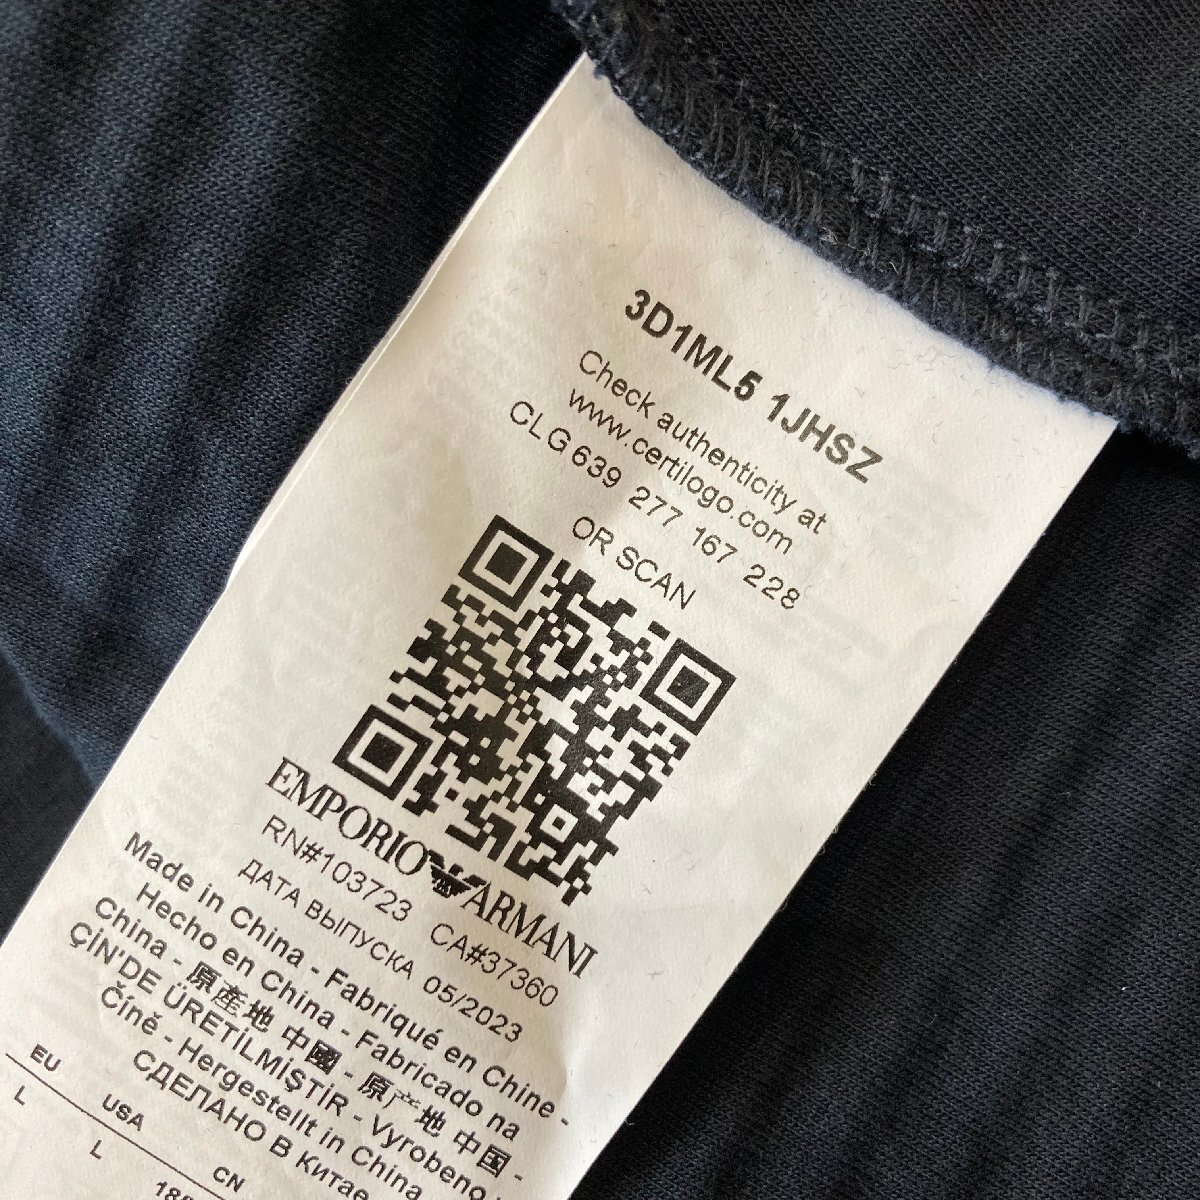 3D1ML5 1JHSZ
Check authenticity at
www.certilogo.com
CLG 639 277 167 228
OR SCAN
EMPORIO ARMANI
RN#103723 CA#37360
ДАТА ВЫПУСКА 05/2023
Made in China - Fabriqué en Chine -
Hecho en China - Fabricado na
China - 原產地 中國 - 原产地 中国 -
ÇİN'DE ÜRETİLMİŞTİR - Vyrobeno v
Číně - Hergestellt in China
СДЕЛАНО В Китае
EU USA CN
L L